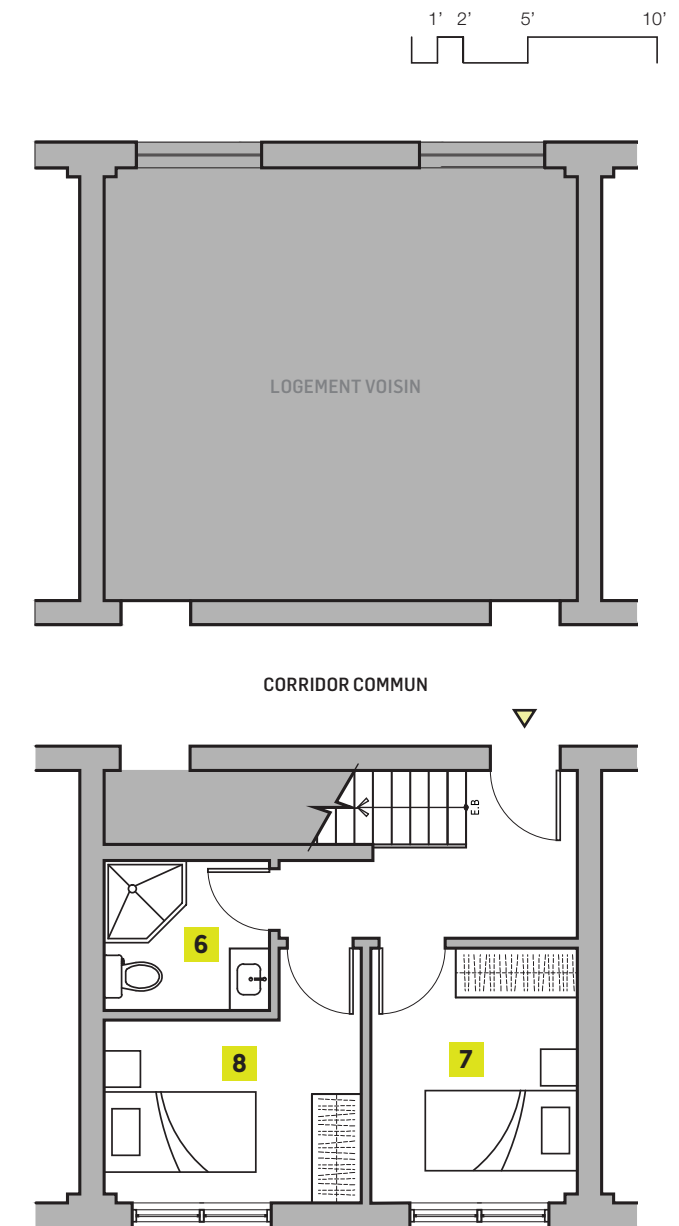 1’ 2’ 5’ 10’
LOGEMENT VOISIN
CORRIDOR COMMUN
E.B
6
8
7